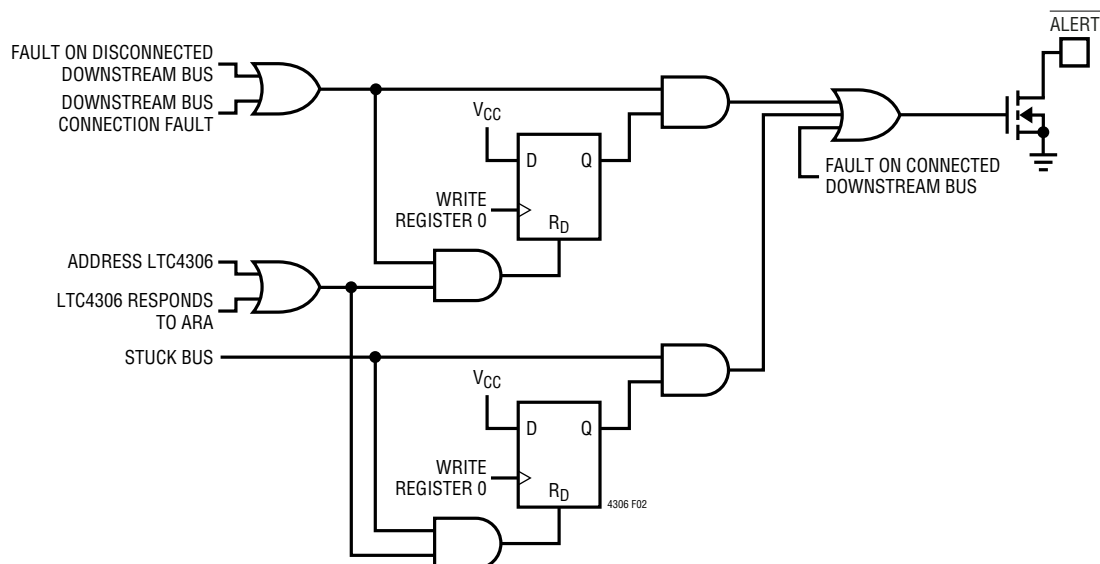 ALERT
FAULT ON DISCONNECTED
DOWNSTREAM BUS
DOWNSTREAM BUS
CONNECTION FAULT
VCC
D
Q
WRITE
REGISTER 0
RD
FAULT ON CONNECTED
DOWNSTREAM BUS
ADDRESS LTC4306
LTC4306 RESPONDS
TO ARA
STUCK BUS
VCC
D
Q
WRITE
REGISTER 0
RD
4306 F02